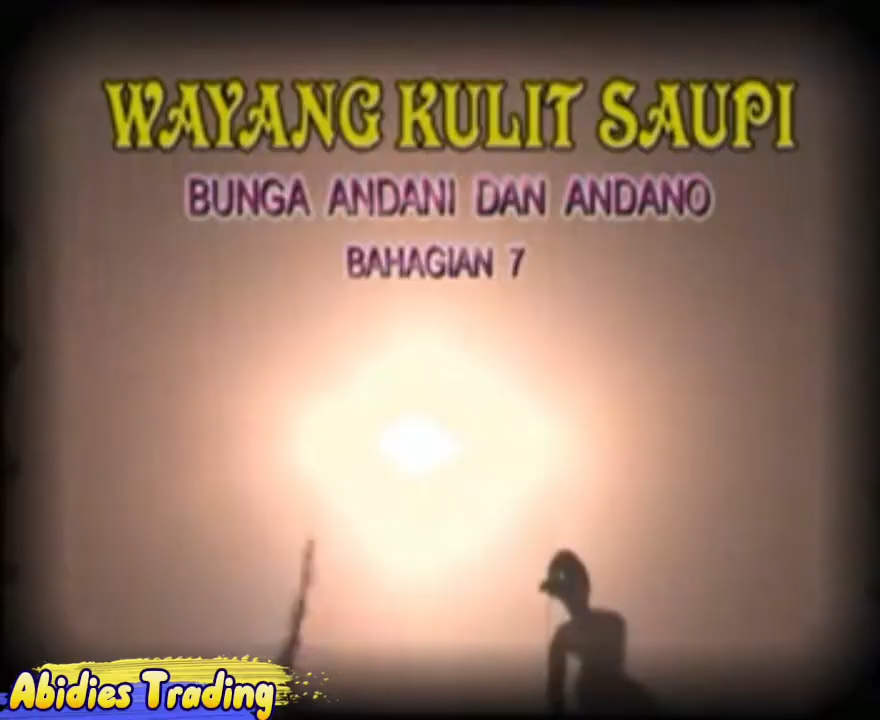 WAYANG KULIT SAUPI
BUNGA ANDANI DAN ANDANO
BAHAGIAN 7
Abidies Trading